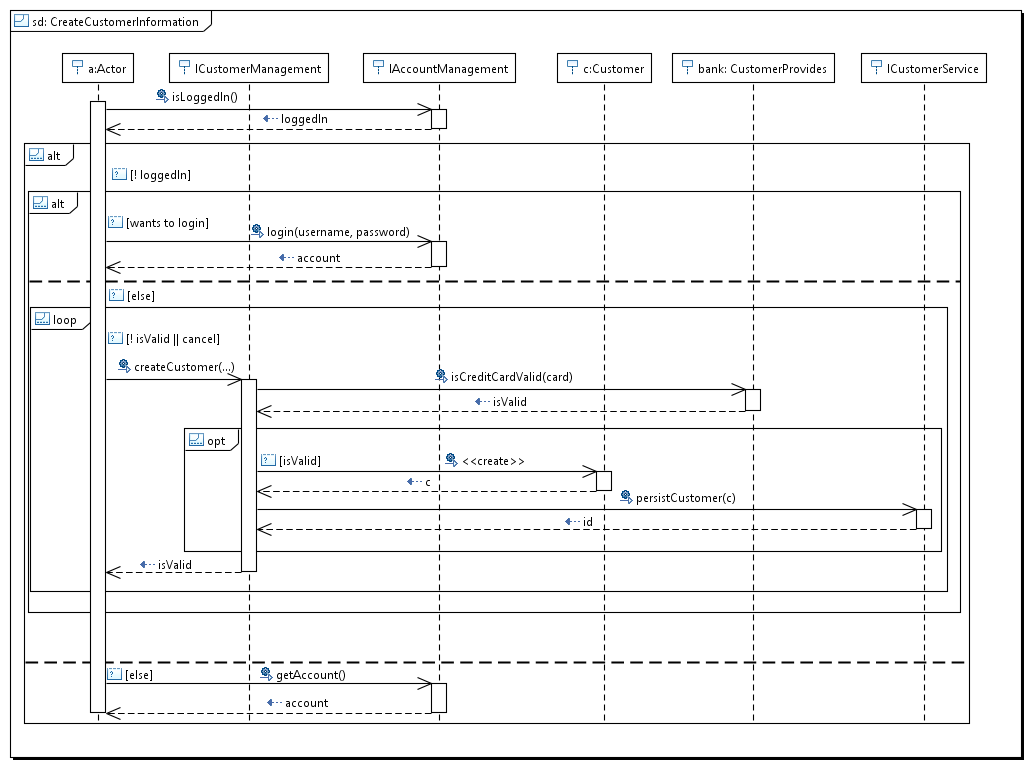 sd: CreateCustomerInformation
a:Actor
ICustomerManagement
IAccountManagement
c:Customer
bank: CustomerProvides
ICustomerService
isLoggedIn()
loggedIn
alt
[! loggedIn]
alt
[wants to login]
login(username, password)
account
[else]
loop
[! isValid || cancel]
createCustomer(...)
isCreditCardValid(card)
isValid
opt
[isValid]
<<create>>
c
persistCustomer(c)
id
isValid
[else]
getAccount()
account